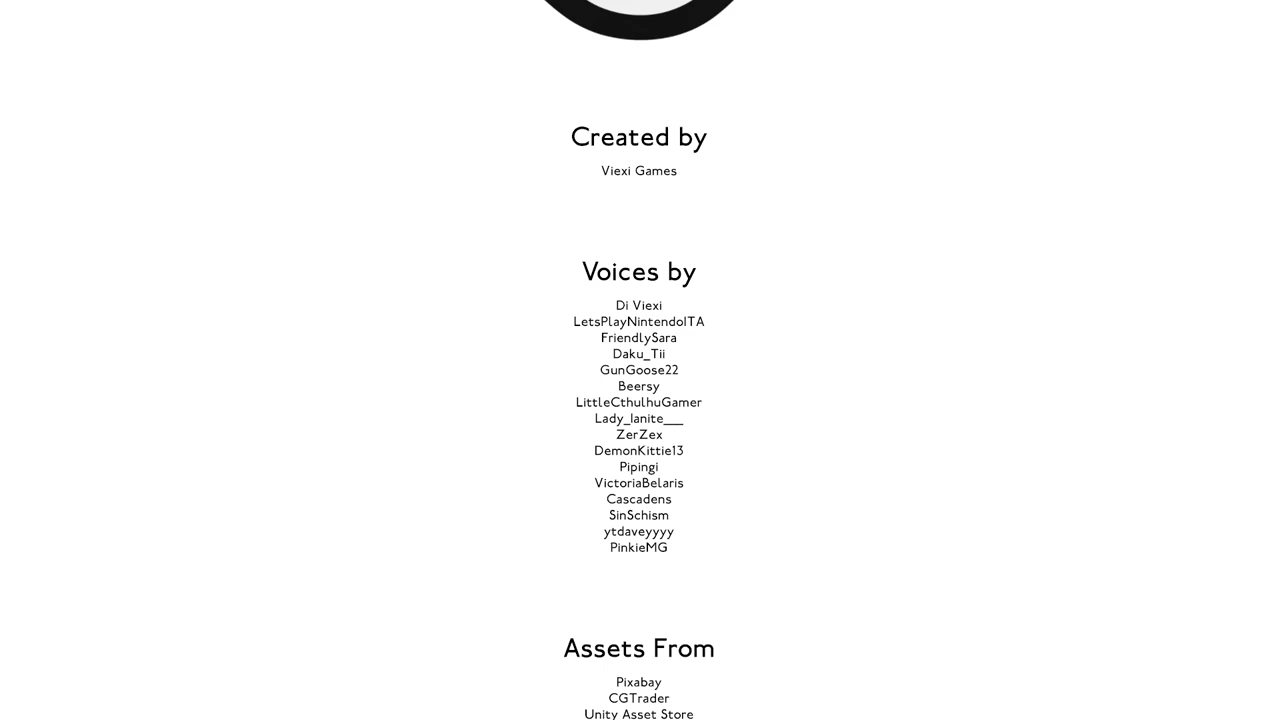 Created by
Viexi Games
Voices by
Di Viexi
LetsPlayNintendoITA
FriendlySara
Daku_Tii
GunGoose22
Beersy
LittleCthulhuGamer
Lady_Ianite___
ZerZex
DemonKittie13
Pipingi
VictoriaBelaris
Cascadens
SinSchism
ytdaveyyyy
PinkieMG
Assets From
Pixabay
CGTrader
Unity Asset Store